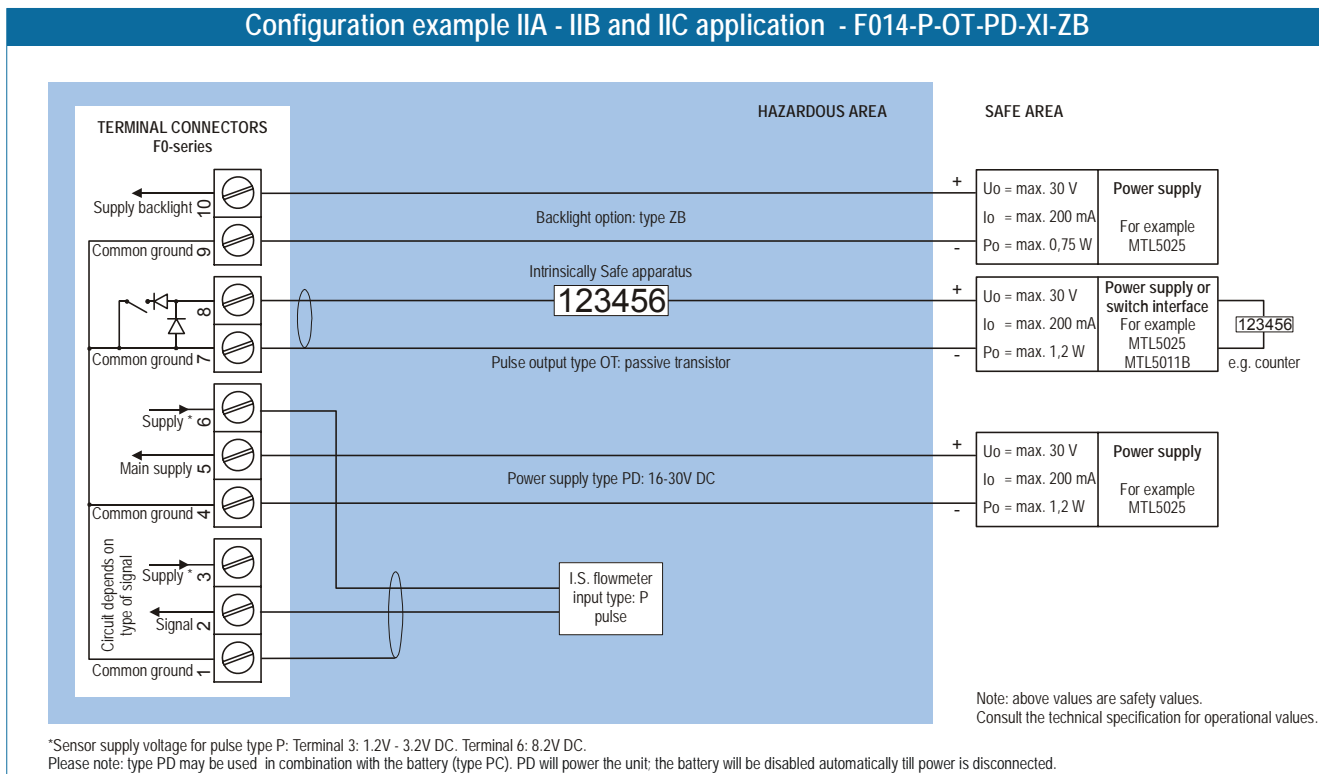 Configuration example IIA - IIB and IIC application - F014-P-OT-PD-XI-ZB
HAZARDOUS AREA
SAFE AREA
TERMINAL CONNECTORS
F0-series
Supply backlight
10
Common ground
9
8
Common ground
7
Supply *
6
Main supply
5
Common ground
4
Circuit depends on
type of signal
Supply *
3
Signal
2
Common ground
1
Backlight option: type ZB
Intrinsically Safe apparatus
123456
Pulse output type OT: passive transistor
Power supply type PD: 16-30V DC
I.S. flowmeter
input type: P
pulse
+
-
Uo = max. 30 V
Io = max. 200 mA
Po = max. 0,75 W
Power supply
For example
MTL5025
+
-
Uo = max. 30 V
Io = max. 200 mA
Po = max. 1,2 W
Power supply or
switch interface
For example
MTL5025
MTL5011B
123456
e.g. counter
+
-
Uo = max. 30 V
Io = max. 200 mA
Po = max. 1,2 W
Power supply
For example
MTL5025
Note: above values are safety values.
Consult the technical specification for operational values.
*Sensor supply voltage for pulse type P: Terminal 3: 1.2V - 3.2V DC. Terminal 6: 8.2V DC.
Please note: type PD may be used in combination with the battery (type PC). PD will power the unit; the battery will be disabled automatically till power is disconnected.